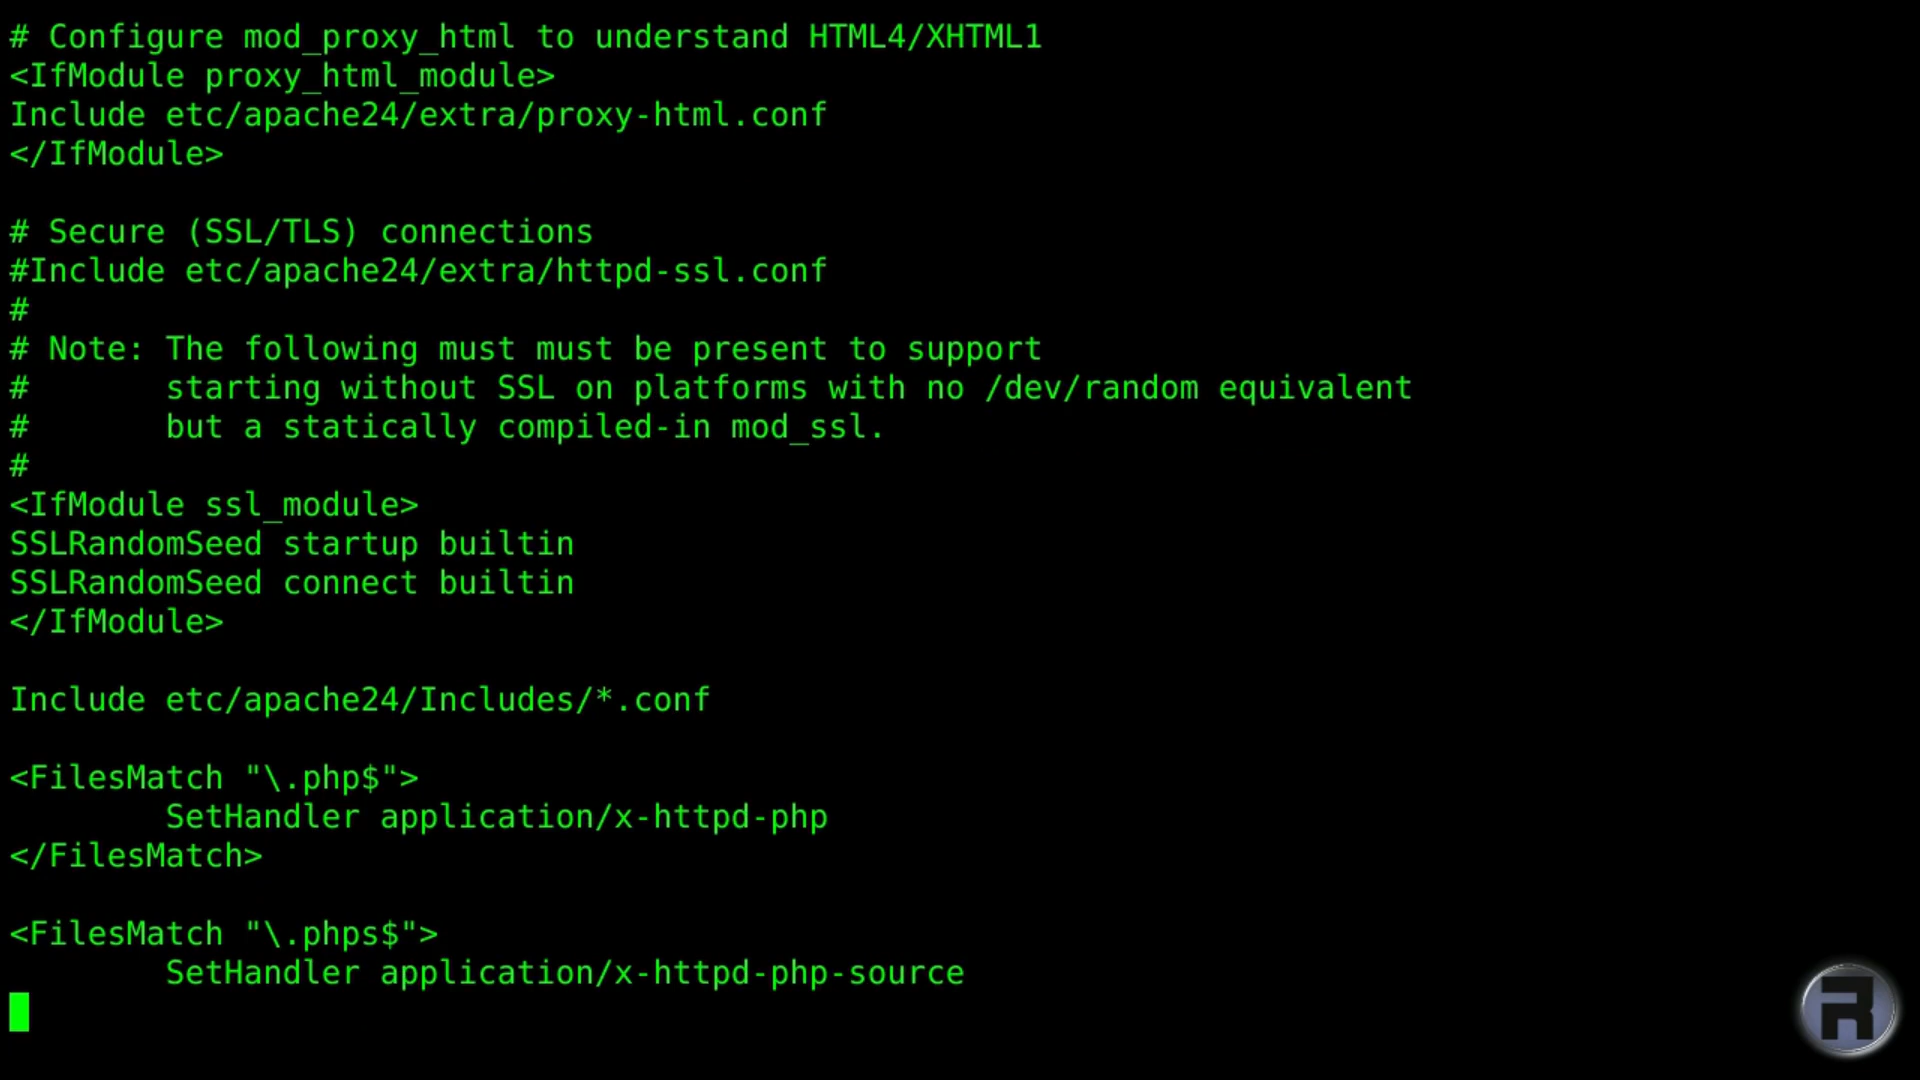 # Configure mod_proxy_html to understand HTML4/XHTML1
<IfModule proxy_html_module>
Include etc/apache24/extra/proxy-html.conf
</IfModule>
# Secure (SSL/TLS) connections
#Include etc/apache24/extra/httpd-ssl.conf
#
# Note: The following must must be present to support
#       starting without SSL on platforms with no /dev/random equivalent
#       but a statically compiled-in mod_ssl.
#
<IfModule ssl_module>
SSLRandomSeed startup builtin
SSLRandomSeed connect builtin
</IfModule>
Include etc/apache24/Includes/*.conf
<FilesMatch "\.php$">
        SetHandler application/x-httpd-php
</FilesMatch>
<FilesMatch "\.phps$">
        SetHandler application/x-httpd-php-source
R